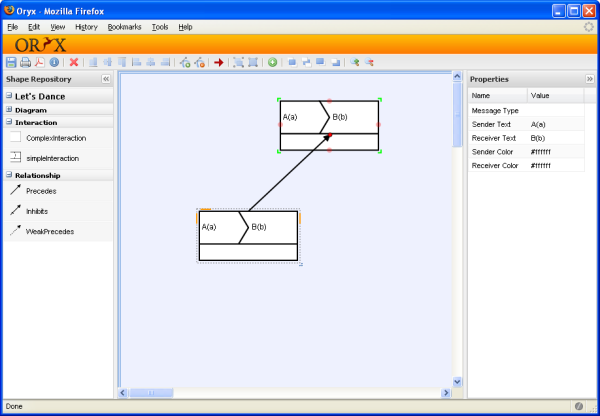 Oryx - Mozilla Firefox
File Edit View History Bookmarks Tools Help
ORYX
Shape Repository
Properties
Let's Dance
Diagram
Interaction
ComplexInteraction
simpleInteraction
Relationship
Precedes
Inhibits
WeakPrecedes
A(a) B(b)
A(a) B(b)
Name Value
Message Type
Sender Text A(a)
Receiver Text B(b)
Sender Color #ffffff
Receiver Color #ffffff
Done